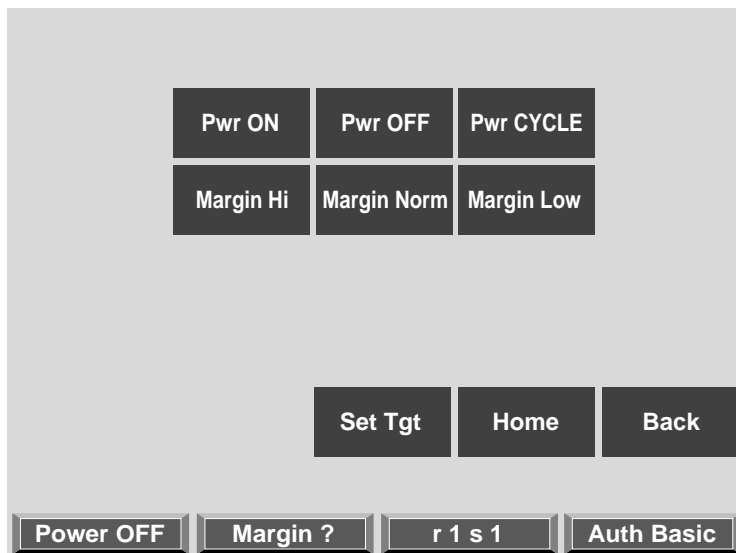 Pwr ON Pwr OFF Pwr CYCLE
Margin Hi Margin Norm Margin Low
Set Tgt Home Back
Power OFF Margin ? r 1 s 1 Auth Basic